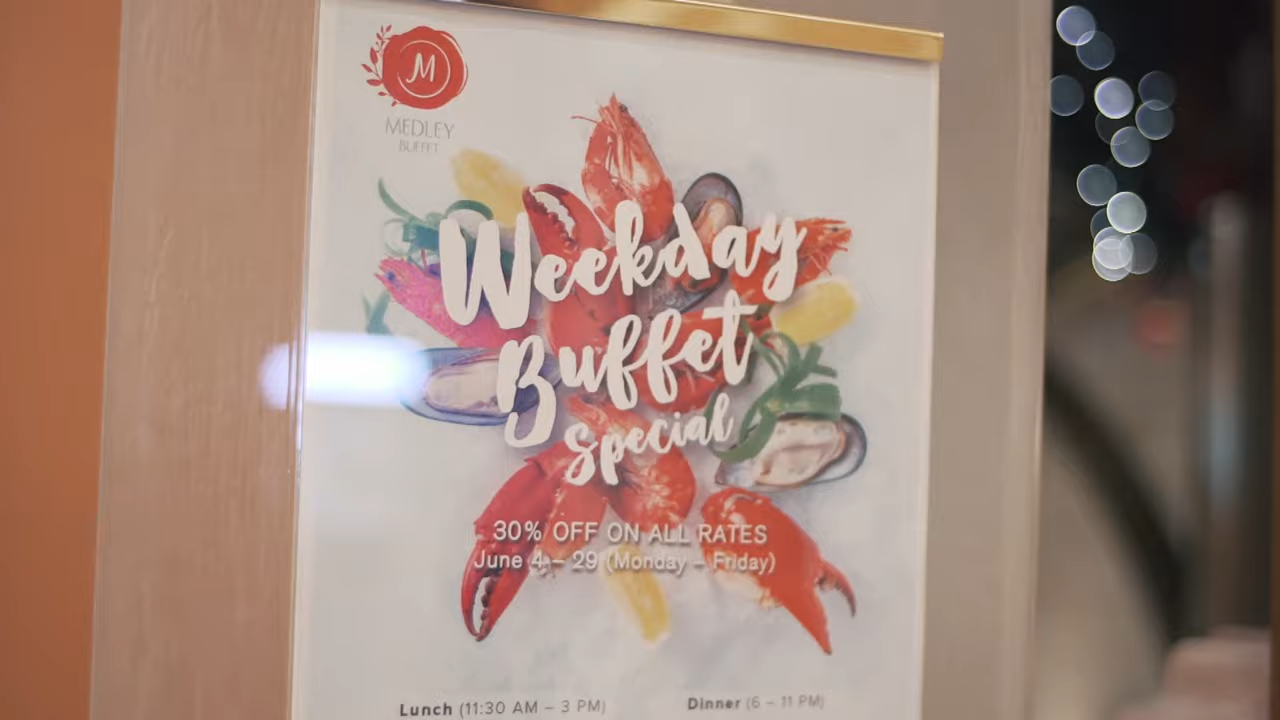 M
MEDLEY
BUFFET
Weekday
Buffet
Special
30% OFF ON ALL RATES
June 4 – 29 (Monday – Friday)
Lunch (11:30 AM – 3 PM)
Dinner (6 – 11 PM)